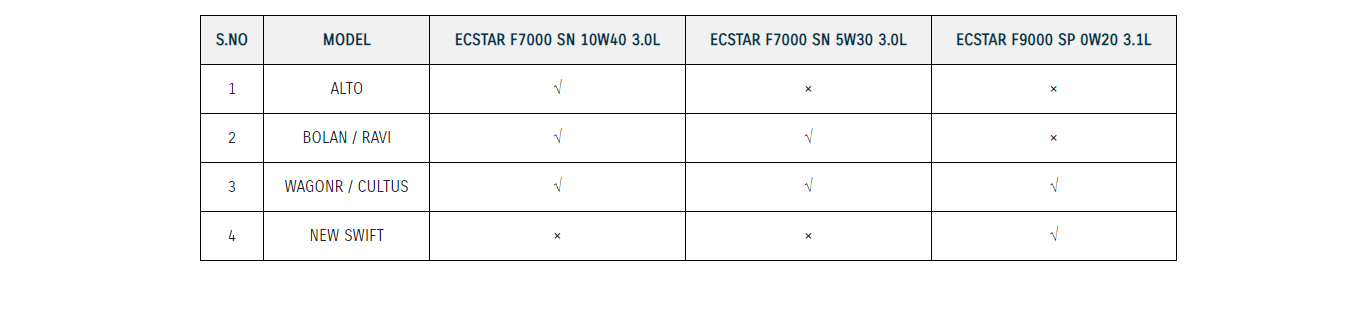 S.NO MODEL ECSTAR F7000 SN 10W40 3.0L ECSTAR F7000 SN 5W30 3.0L ECSTAR F9000 SP 0W20 3.1L
1 ALTO √ × ×
2 BOLAN / RAVI √ √ ×
3 WAGONR / CULTUS √ √ √
4 NEW SWIFT × × √